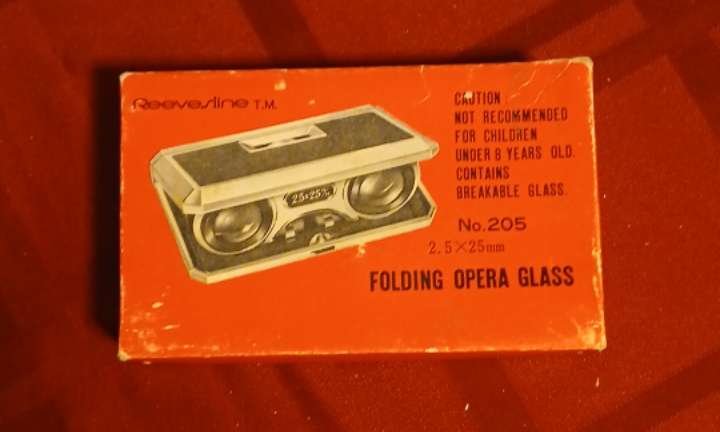 Reevesline T.M.
CAUTION
NOT RECOMMENDED
FOR CHILDREN
UNDER 8 YEARS OLD.
CONTAINS
BREAKABLE GLASS.
2.5×25㎜
No.205
2.5×25mm
FOLDING OPERA GLASS